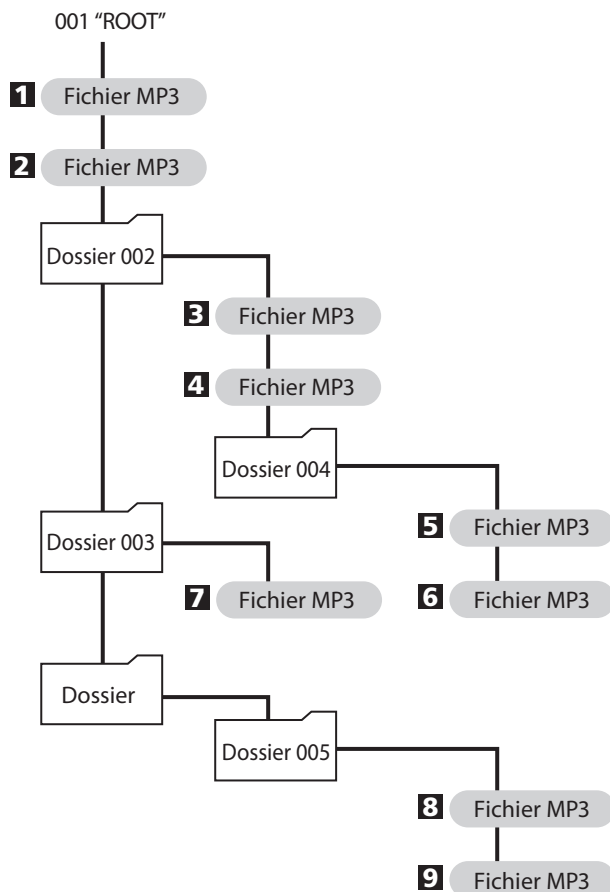 001 “ROOT”
1 Fichier MP3
2 Fichier MP3
Dossier 002
3 Fichier MP3
4 Fichier MP3
Dossier 004
5 Fichier MP3
Dossier 003
7 Fichier MP3
6 Fichier MP3
Dossier
Dossier 005
8 Fichier MP3
9 Fichier MP3